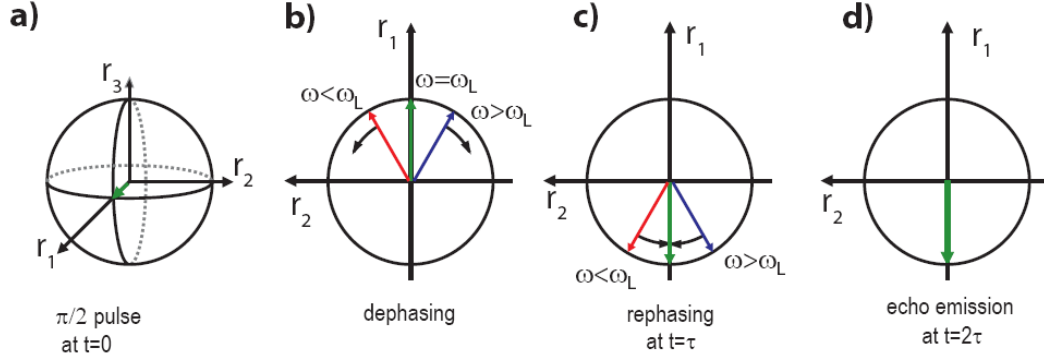 a)
r3
r2
r1
π/2 pulse
at t=0
b)
r1
ω<ωL
ω=ωL
ω>ωL
r2
dephasing
c)
r1
r2
ω<ωL
ω>ωL
rephasing
at t=τ
d)
r1
r2
echo emission
at t=2τ